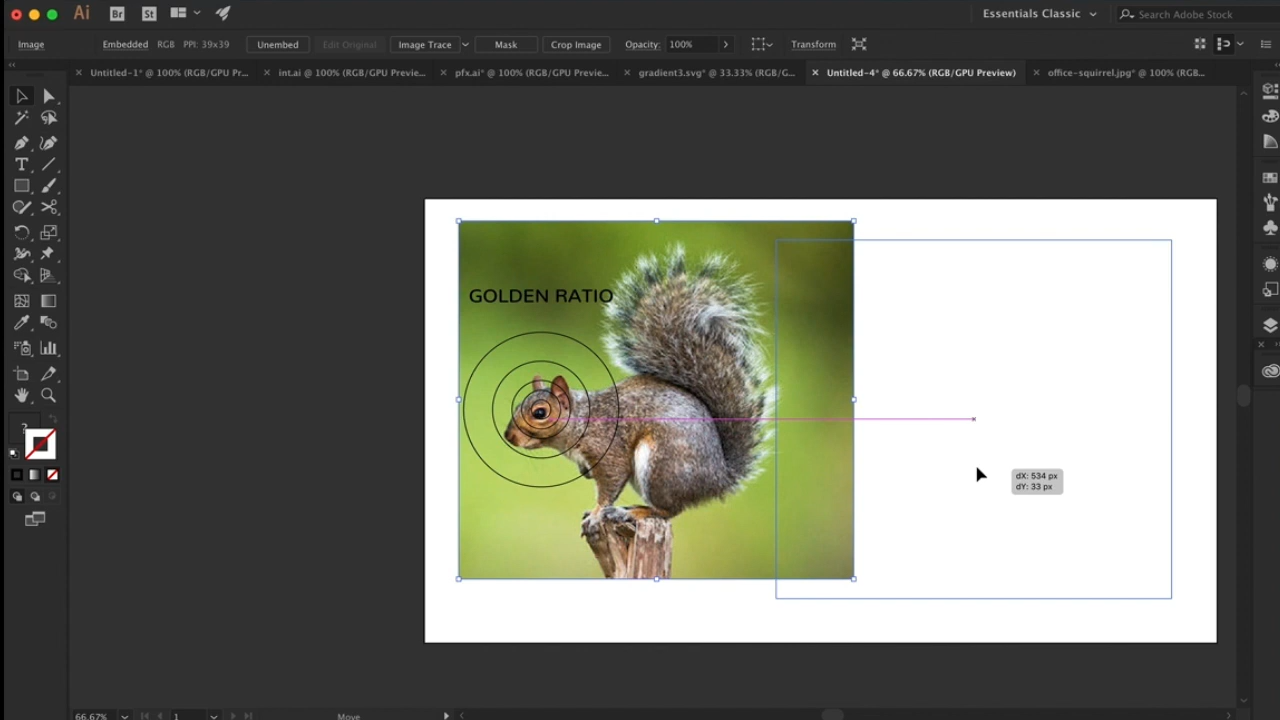 Ai Br St Essentials Classic Search Adobe Stock
Image Embedded RGB PPI: 39x39 Unembed Edit Original Image Trace Mask Crop Image Opacity: 100% Transform
Untitled-1* @ 100% (RGB/GPU Pr... int.ai @ 100% (RGB/GPU Previe... pfx.ai* @ 100% (RGB/GPU Previe... gradient3.svg* @ 33.33% (RGB/G... Untitled-4* @ 66.67% (RGB/GPU Preview) office-squirrel.jpg* @ 100% (RGB...
GOLDEN RATIO
?
dX: 534 px
dY: 33 px
66.67% 1 Move